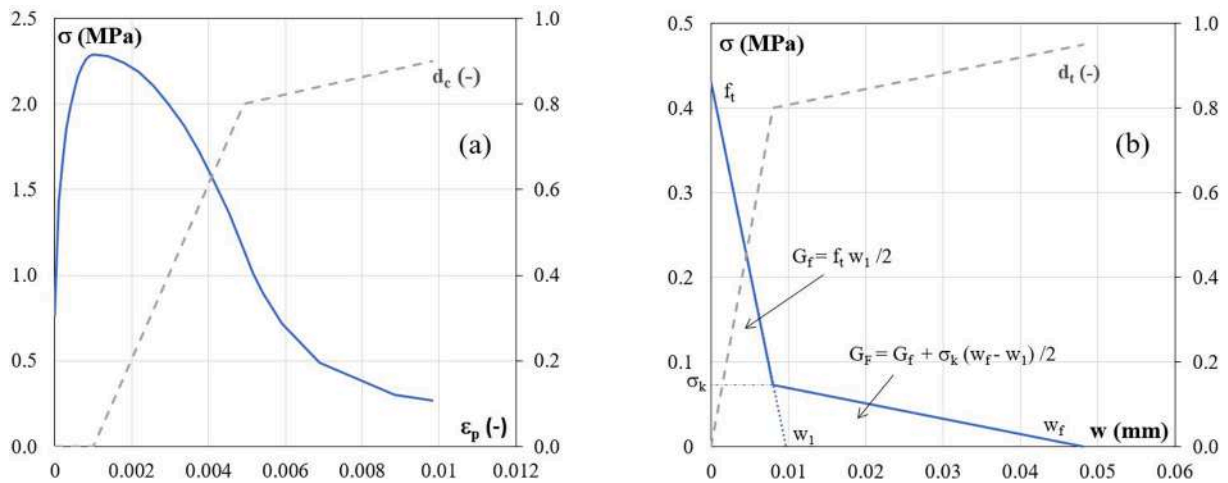 σ (MPa)
2.5
2.0
1.5
1.0
0.5
0.0
1.0
0.8
0.6
0.4
0.2
0.0
d_c (-)
(a)
ε_p (-)
0 0.002 0.004 0.006 0.008 0.01 0.012
σ (MPa)
0.5
0.4
0.3
0.2
0.1
σ_k
0.0
1.0
0.8
0.6
0.4
0.2
0.0
f_t
d_t (-)
(b)
G_f = f_t w_1 /2
G_F = G_f + σ_k (w_f - w_1) /2
w_1
w_f
w (mm)
0 0.01 0.02 0.03 0.04 0.05 0.06